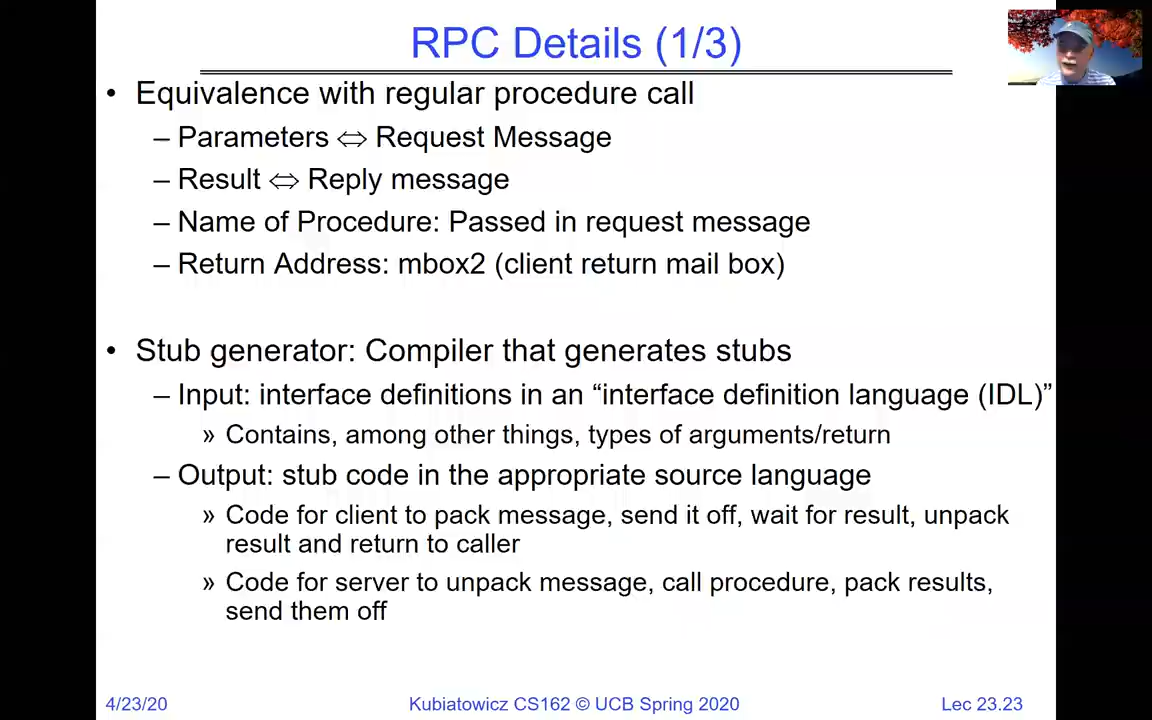 RPC Details (1/3)
• Equivalence with regular procedure call
– Parameters ⇔ Request Message
– Result ⇔ Reply message
– Name of Procedure: Passed in request message
– Return Address: mbox2 (client return mail box)
• Stub generator: Compiler that generates stubs
– Input: interface definitions in an “interface definition language (IDL)”
» Contains, among other things, types of arguments/return
– Output: stub code in the appropriate source language
» Code for client to pack message, send it off, wait for result, unpack
result and return to caller
» Code for server to unpack message, call procedure, pack results,
send them off
4/23/20 Kubiatowicz CS162 © UCB Spring 2020 Lec 23.23